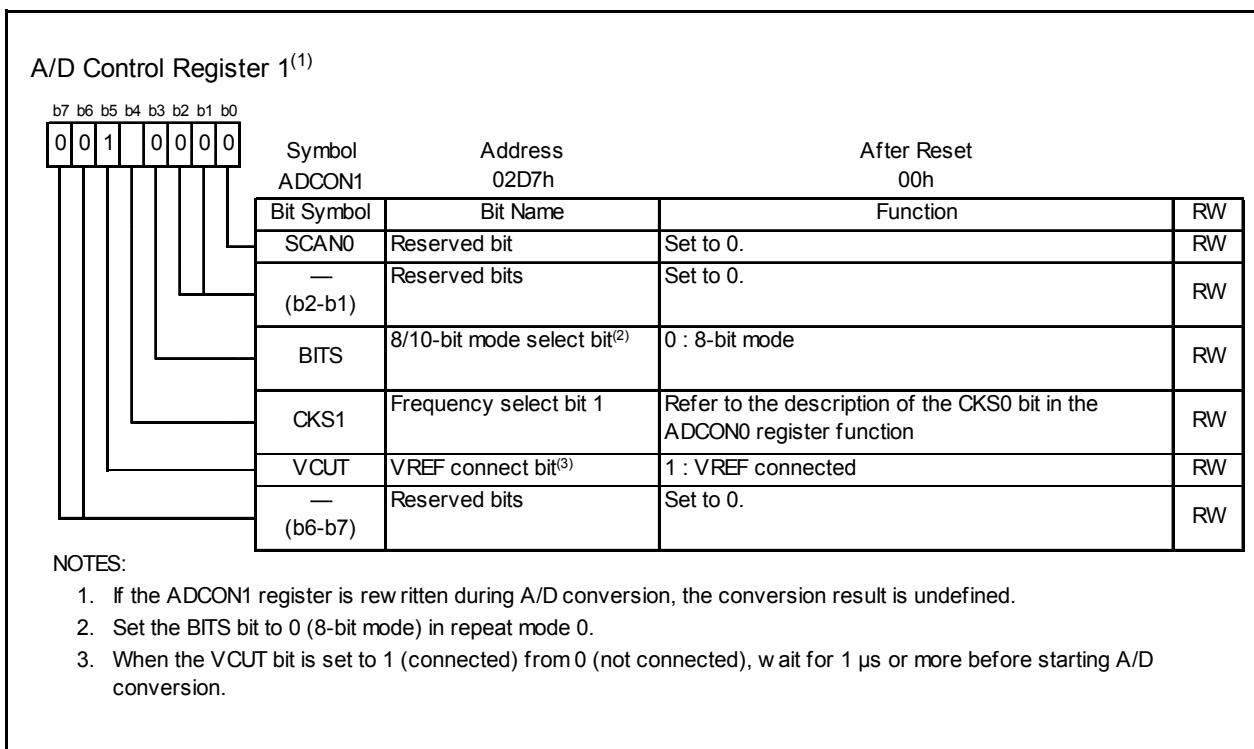 A/D Control Register 1(1)
b7 b6 b5 b4 b3 b2 b1 b0
0 0 1 0 0 0 0
Symbol Address After Reset
ADCON1 02D7h 00h
Bit Symbol Bit Name Function RW
SCAN0 Reserved bit Set to 0. RW
— (b2-b1) Reserved bits Set to 0. RW
BITS 8/10-bit mode select bit(2) 0 : 8-bit mode RW
CKS1 Frequency select bit 1 Refer to the description of the CKS0 bit in the
ADCON0 register function RW
VCUT VREF connect bit(3) 1 : VREF connected RW
— (b6-b7) Reserved bits Set to 0. RW
NOTES:
1. If the ADCON1 register is rewritten during A/D conversion, the conversion result is undefined.
2. Set the BITS bit to 0 (8-bit mode) in repeat mode 0.
3. When the VCUT bit is set to 1 (connected) from 0 (not connected), wait for 1 µs or more before starting A/D
conversion.